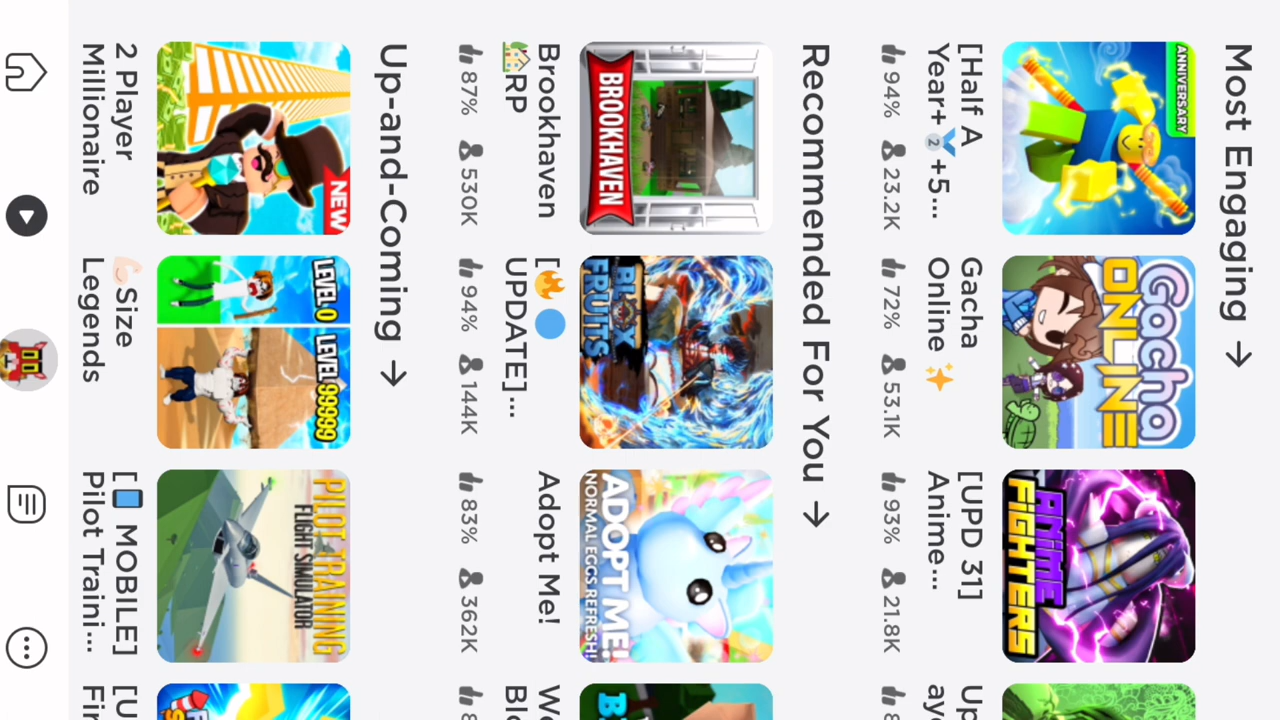 Most Engaging →
ANNIVERSARY
[Half A
Year+🥈+5...
94% 23.2K
Gacha
ONLINE
Gacha
Online ✨
72% 53.1K
ANIME
FIGHTERS
[UPD 31]
Anime...
93% 21.8K
Recommended For You →
BROOKHAVEN
Brookhaven
🏡RP
87% 530K
BLOX
FRUITS
[🔥🔵
UPDATE]...
94% 144K
ADOPT ME!
NORMAL EGGS REFRESH!
Adopt Me!
83% 362K
Up-and-Coming →
NEW
2 Player
Millionaire
LEVEL 0
LEVEL 99999
💪🏻Size
Legends
PILOT TRAINING
FLIGHT SIMULATOR
[📱 MOBILE]
Pilot Traini...